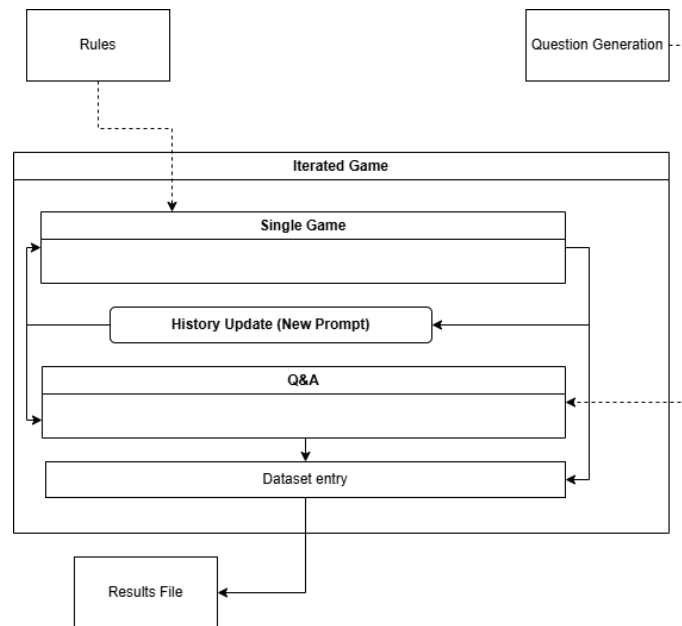 Rules
Question Generation
Iterated Game
Single Game
History Update (New Prompt)
Q&A
Dataset entry
Results File